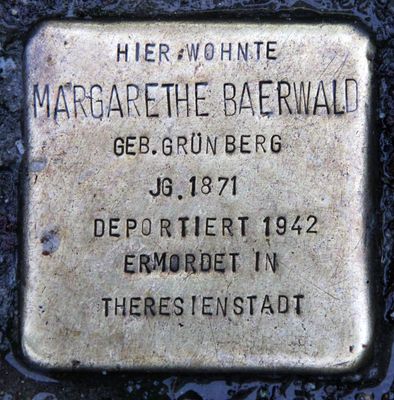 HIER WOHNTE
MARGARETHE BAERWALD
GEB. GRÜNBERG
JG. 1871
DEPORTIERT 1942
ERMORDET IN
THERESIENSTADT